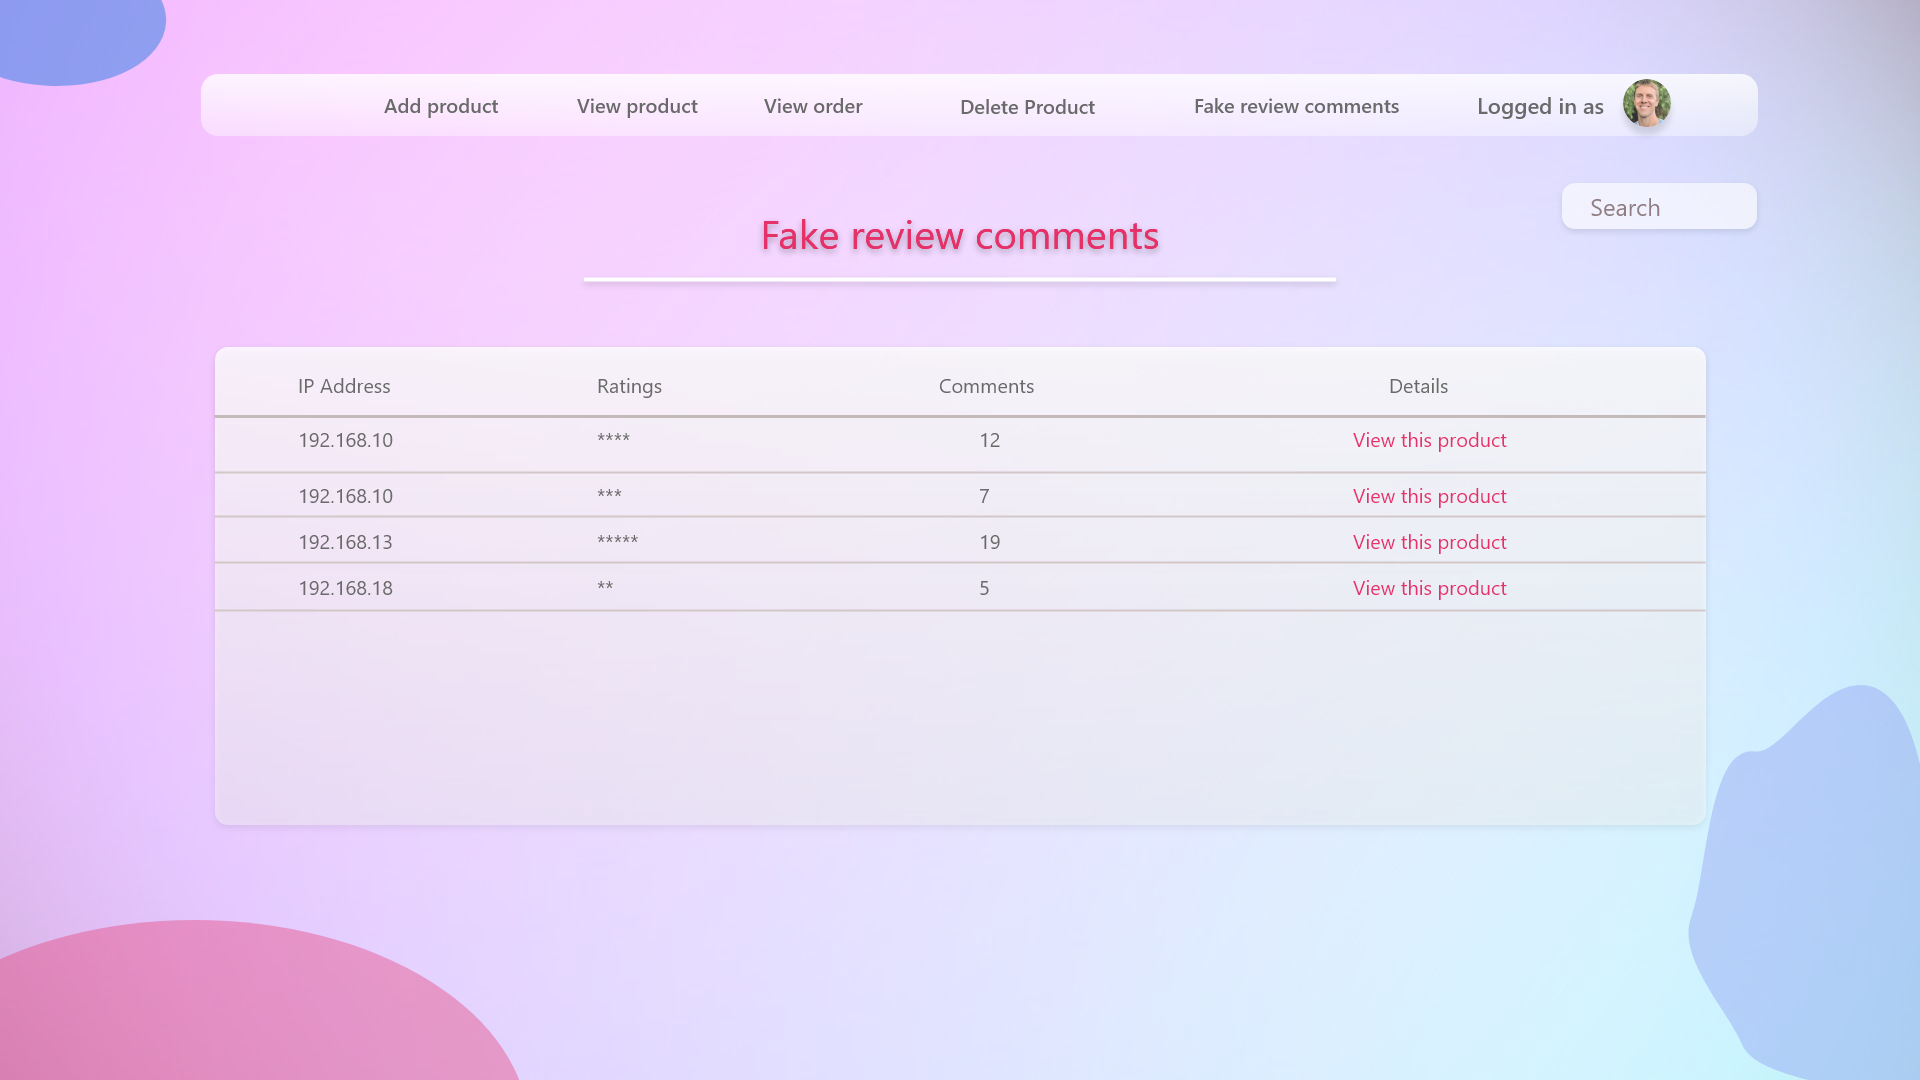 Add product View product View order Delete Product Fake review comments Logged in as
Search
Fake review comments
IP Address Ratings Comments Details
192.168.10 **** 12 View this product
192.168.10 *** 7 View this product
192.168.13 ***** 19 View this product
192.168.18 ** 5 View this product